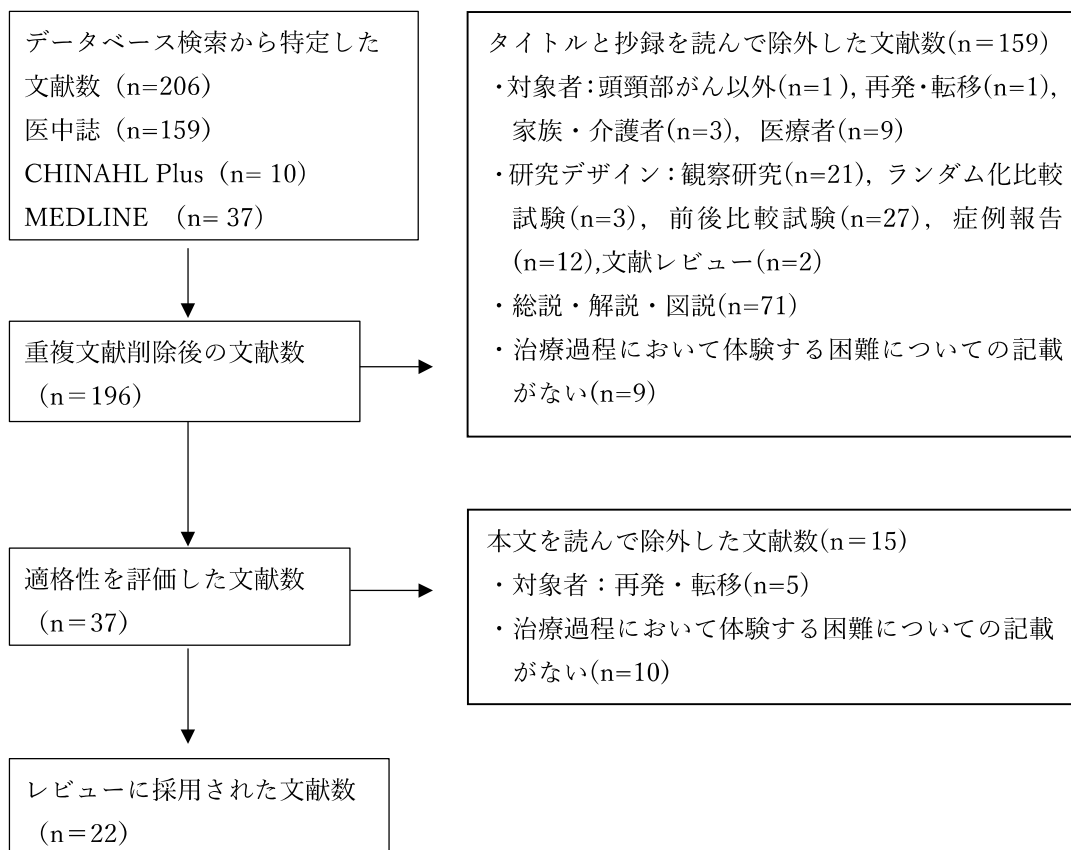 データベース検索から特定した
文献数（n=206)
医中誌（n=159)
CHINAHL Plus（n= 10)
MEDLINE （n= 37)
タイトルと抄録を読んで除外した文献数(n＝159)
・対象者：頭頸部がん以外(n=1 ), 再発・転移(n=1),
家族・介護者(n=3)，医療者(n=9)
・研究デザイン：観察研究(n=21)，ランダム化比較
試験(n=3)，前後比較試験(n=27)，症例報告
(n=12),文献レビュー(n=2)
・総説・解説・図説(n=71)
・治療過程において体験する困難についての記載
がない(n=9)
重複文献削除後の文献数
（n＝196)
適格性を評価した文献数
（n＝37)
本文を読んで除外した文献数(n＝15)
・対象者：再発・転移(n=5)
・治療過程において体験する困難についての記載
がない(n=10)
レビューに採用された文献数
（n＝22)